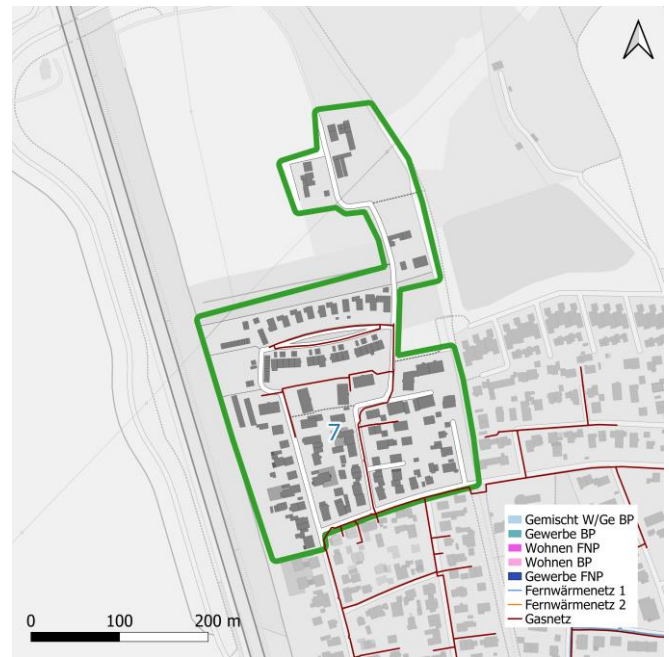 7
Gemischt W/Ge BP
Gewerbe BP
Wohnen FNP
Wohnen BP
Gewerbe FNP
Fernwärmenetz 1
Fernwärmenetz 2
Gasnetz
0 100 200 m